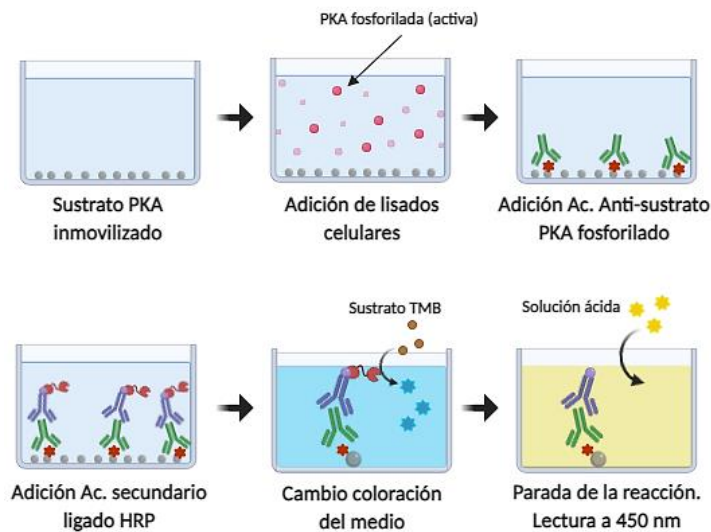 PKA fosforilada (activa)
Sustrato PKA
inmovilizado
Adición de lisados
celulares
Adición Ac. Anti-sustrato
PKA fosforilado
Sustrato TMB
Solución ácida
Adición Ac. secundario
ligado HRP
Cambio coloración
del medio
Parada de la reacción.
Lectura a 450 nm